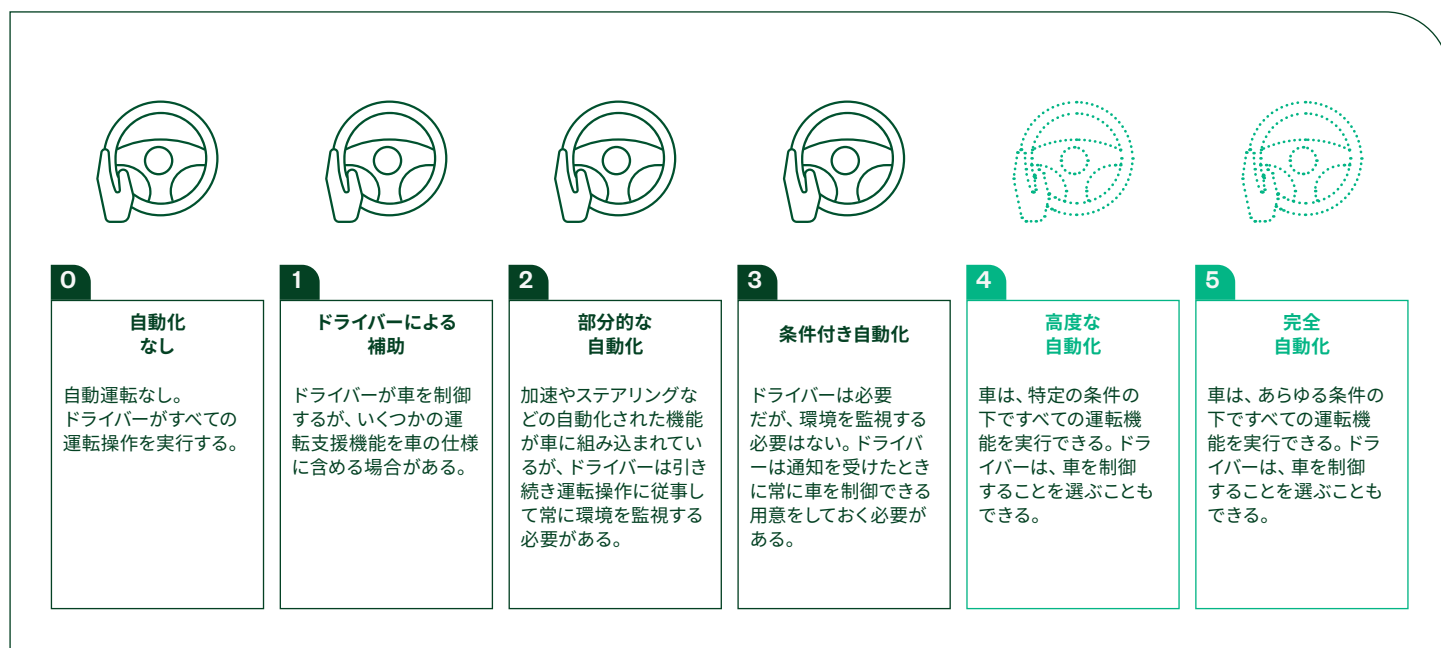 0
自動化
なし
自動運転なし。
ドライバーがすべての
運転操作を実行する。
1
ドライバーによる
補助
ドライバーが車を制御
するが、いくつかの運
転支援機能を車の仕様
に含める場合がある。
2
部分的な
自動化
加速やステアリングな
どの自動化された機能
が車に組み込まれてい
るが、ドライバーは引き
続き運転操作に従事し
て常に環境を監視する
必要がある。
3
条件付き自動化
ドライバーは必要
だが、環境を監視する
必要はない。ドライバ
ーは通知を受けたとき
に常に車を制御できる
用意をしておく必要が
ある。
4
高度な
自動化
車は、特定の条件の
下ですべての運転機
能を実行できる。ドラ
イバーは、車を制御
することを選ぶことも
できる。
5
完全
自動化
車は、あらゆる条件の
下ですべての運転機
能を実行できる。ドラ
イバーは、車を制御
することを選ぶことも
できる。